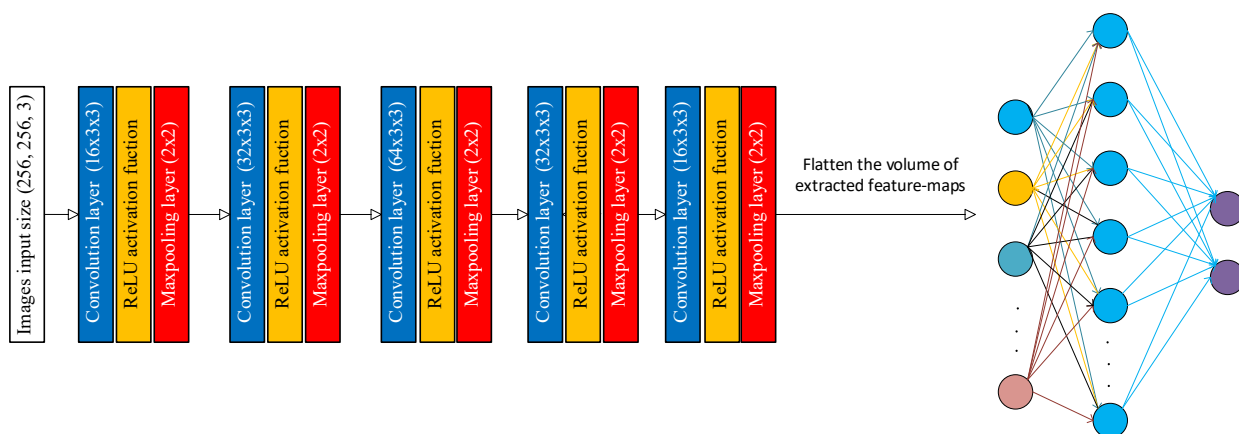 Images input size (256, 256, 3)
Convolution layer (16x3x3)
ReLU activation fuction
Maxpooling layer (2x2)
Convolution layer (32x3x3)
ReLU activation fuction
Maxpooling layer (2x2)
Convolution layer (64x3x3)
ReLU activation fuction
Maxpooling layer (2x2)
Convolution layer (32x3x3)
ReLU activation fuction
Maxpooling layer (2x2)
Convolution layer (16x3x3)
ReLU activation fuction
Maxpooling layer (2x2)
Flatten the volume of
extracted feature-maps